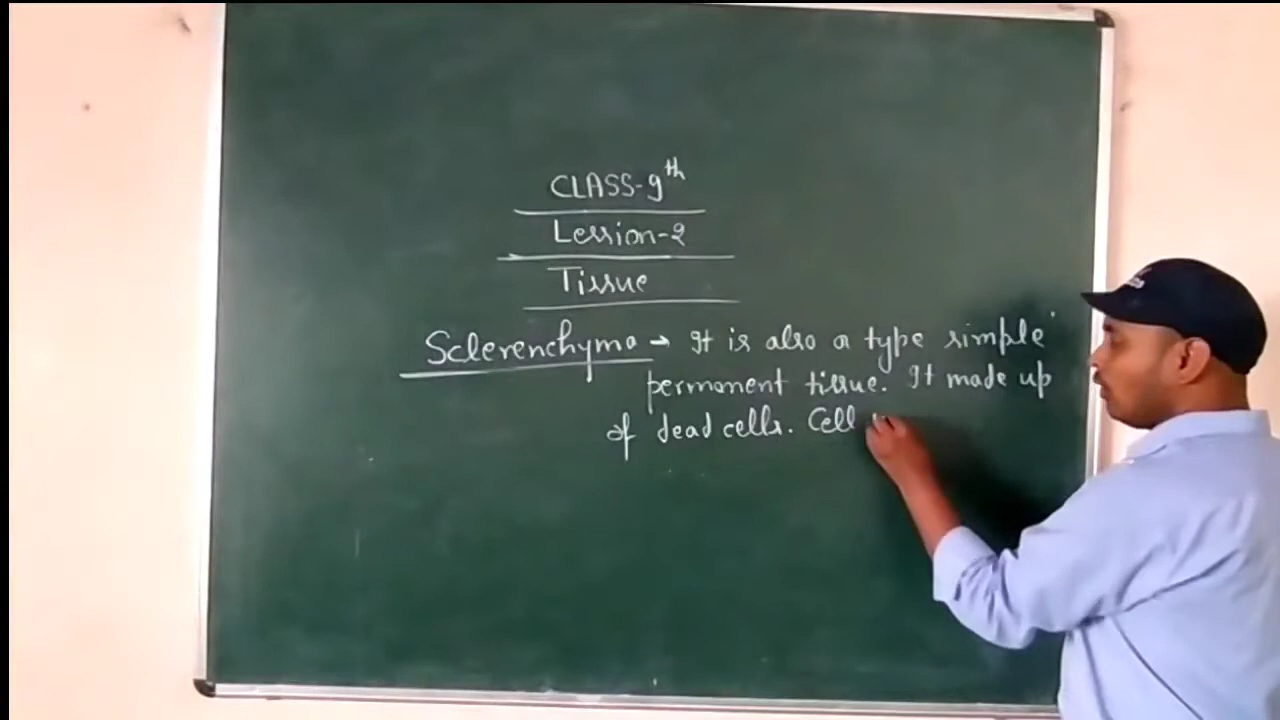 CLASS-9th
Lession-2
Tissue
Sclerenchyma → It is also a type simple
permanent tissue. It made up
of dead cells. Cell